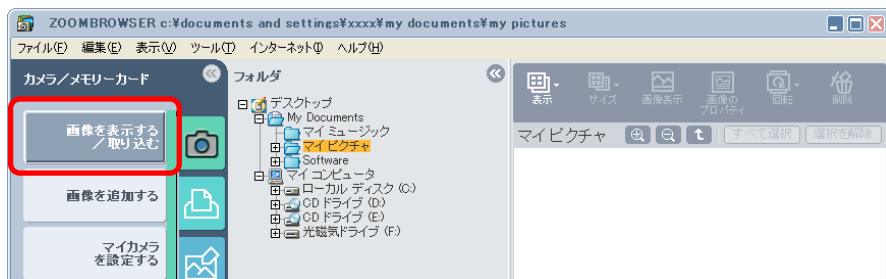 ZOOMBROWSER c:¥documents and settings¥xxxx¥my documents¥my pictures
ファイル(F) 編集(E) 表示(V) ツール(T) インターネット(I) ヘルプ(H)
カメラ／メモリーカード
画像を表示する
／取り込む
画像を追加する
マイカメラ
を設定する
フォルダ
デスクトップ
My Documents
マイ ミュージック
マイ ピクチャ
Software
マイ コンピュータ
ローカル ディスク (C:)
CD ドライブ (D:)
CD ドライブ (E:)
光磁気ドライブ (F:)
表示 サイズ 画像表示 画像の
プロパティ 回転 削除
マイ ピクチャ すべて選択 選択を解除